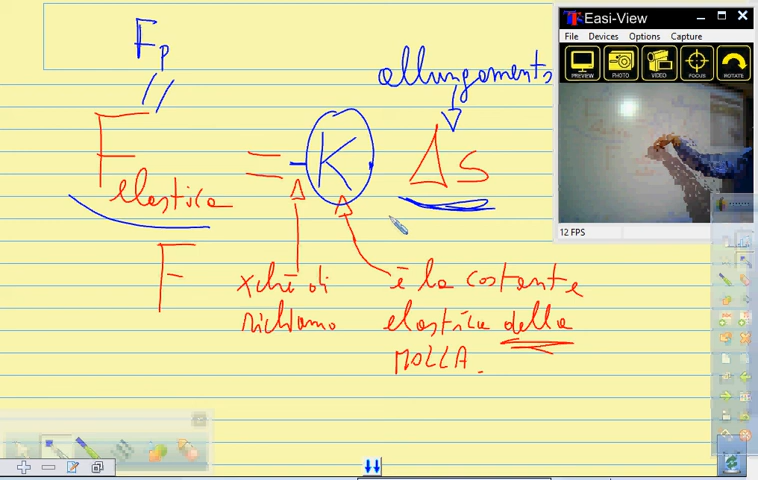 Fp
allungamento
F elastica = - K Δs
F
xchè di
richiamo
è la costante
elastica della
MOLLA.
Easi-View
File Devices Options Capture
PREVIEW PHOTO VIDEO FOCUS ROTATE
12 FPS